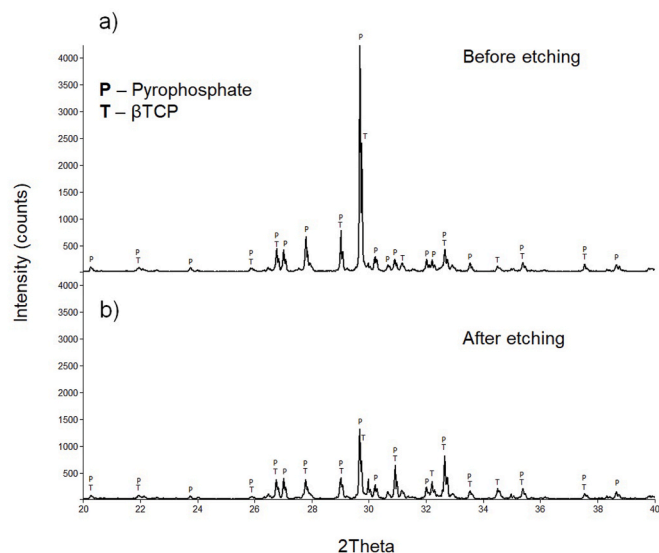 a)
Before etching
P – Pyrophosphate
T – βTCP
Intensity (counts)
4000
3500
3000
2500
2000
1500
1000
500
P
P
T
P
P
T
P
T
P
P
P
T
P
T
P
P
P
T
P
P
P
T
P
T
P
T
P
T
P
b)
After etching
4000
3500
3000
2500
2000
1500
1000
500
P
T
P
T
P
P
T
P
T
P
P
T
P
T
P
T
P
P
T
P
T
P
T
P
T
T
P
T
P
T
P
20 22 24 26 28 30 32 34 36 38 40
2Theta